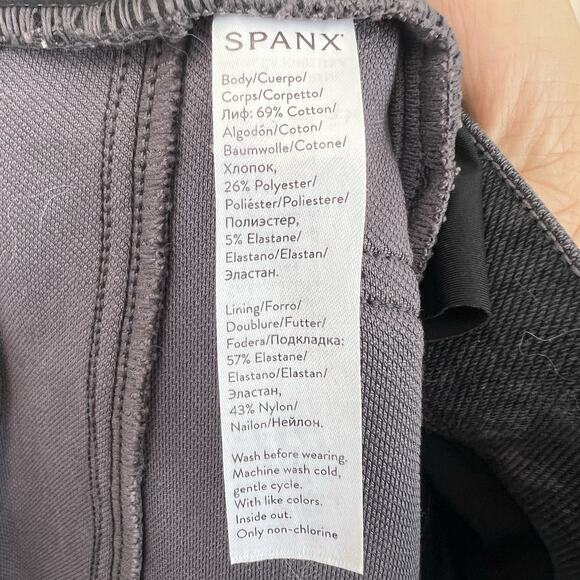 SPANX
Body/Cuerpo/
Corps/Corpetto/
Лиф: 69% Cotton/
Algodón/Coton/
Baumwolle/Cotone/
Хлопок,
26% Polyester/
Poliéster/Poliestere/
Полиэстер,
5% Elastane/
Elastano/Elastan/
Эластан.
Lining/Forro/
Doublure/Futter/
Fodera/Подкладка:
57% Elastane/
Elastano/Elastan/
Эластан,
43% Nylon/
Nailon/Нейлон.
Wash before wearing.
Machine wash cold,
gentle cycle.
With like colors.
Inside out.
Only non-chlorine